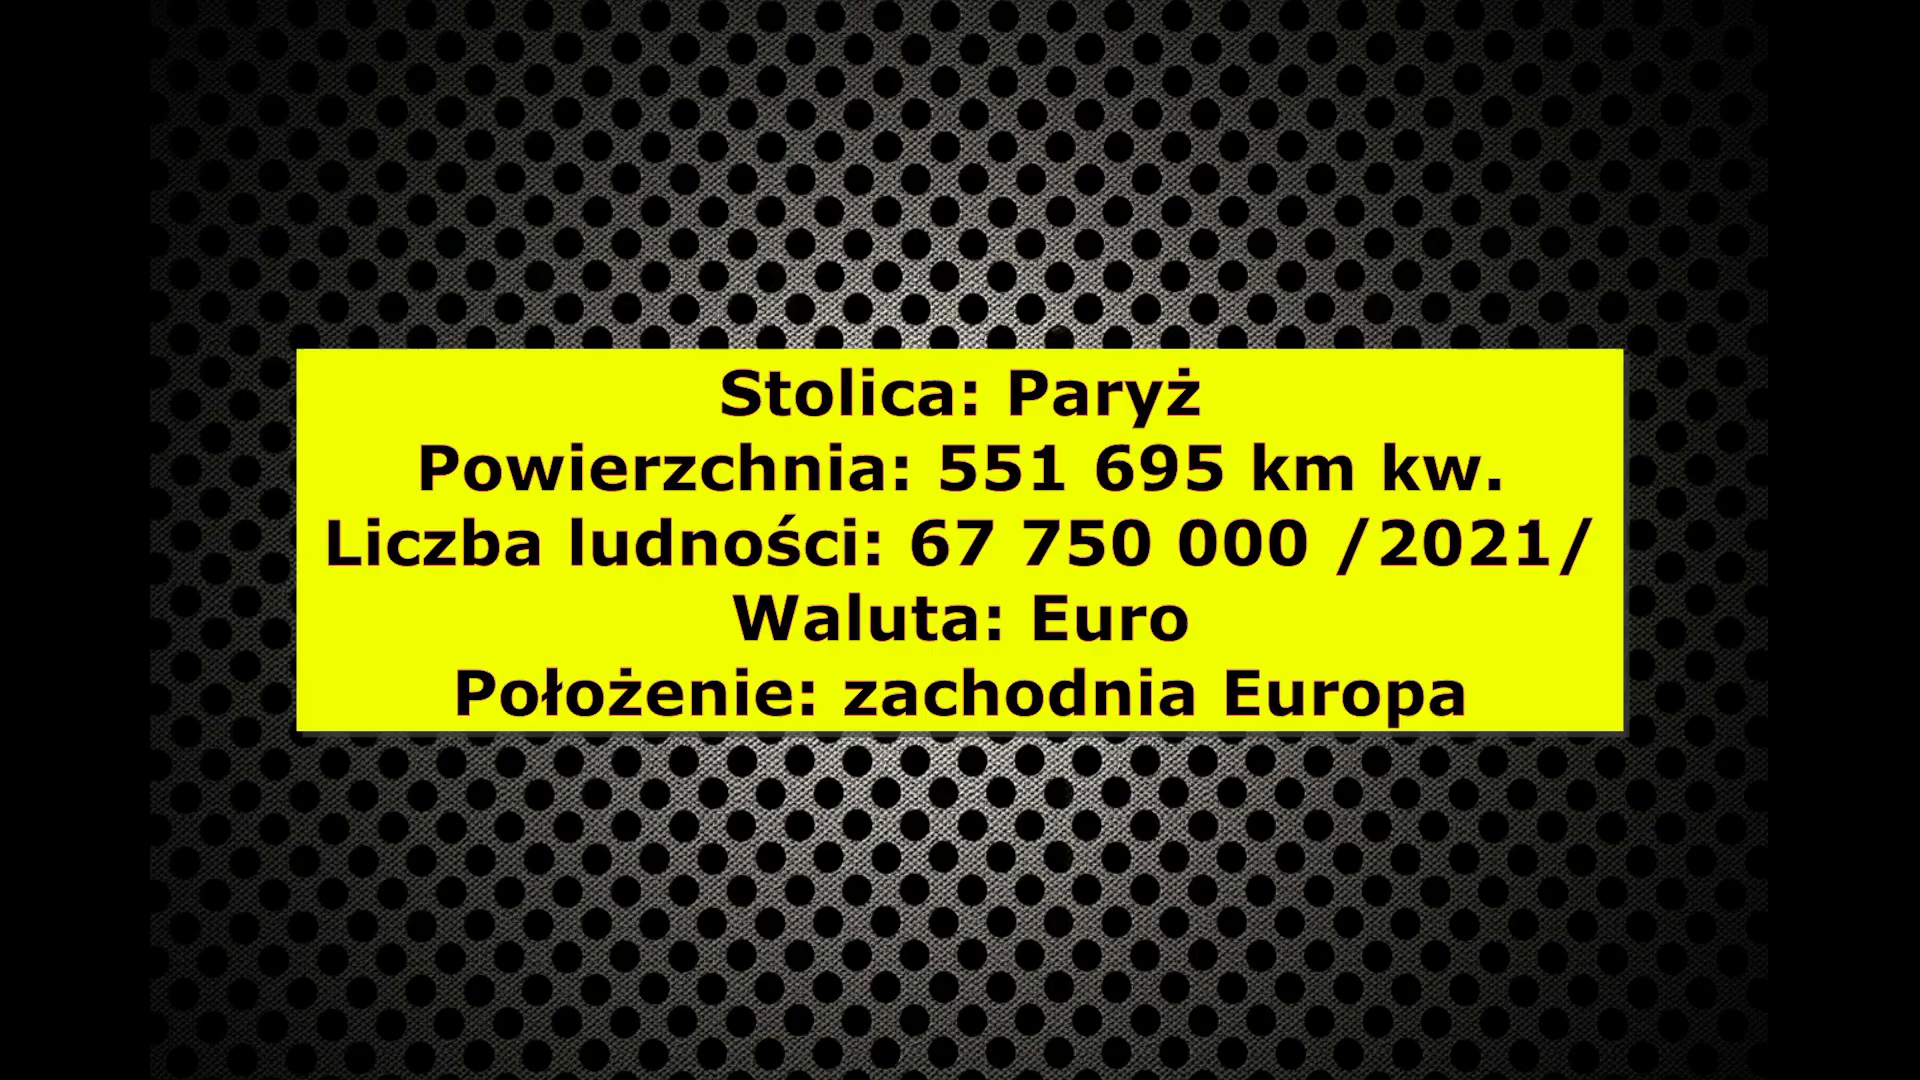 Stolica: Paryż
Powierzchnia: 551 695 km kw.
Liczba ludności: 67 750 000 /2021/
Waluta: Euro
Położenie: zachodnia Europa